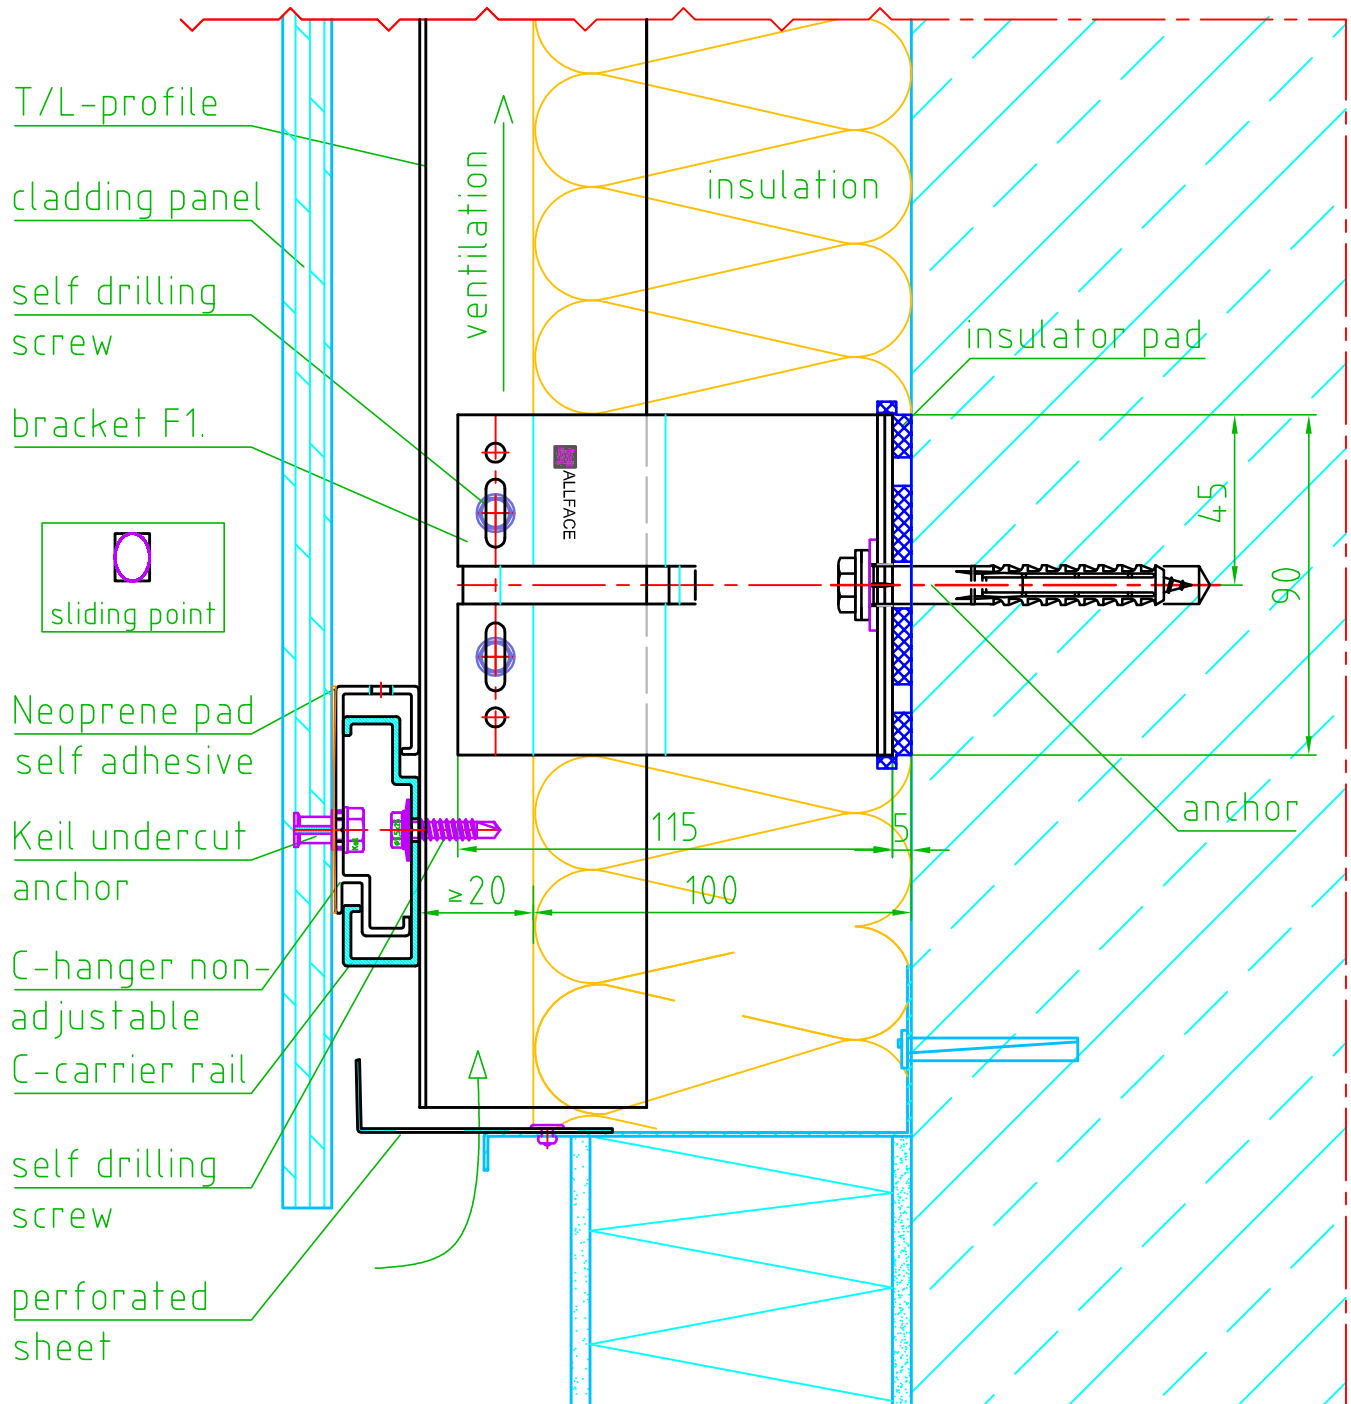 T/L-profile
cladding panel
self drilling
screw
bracket F1.
sliding point
Neoprene pad
self adhesive
Keil undercut
anchor
C-hanger non-
adjustable
C-carrier rail
self drilling
screw
perforated
sheet
ventilation
insulation
insulator pad
ALLFACE
45
90
anchor
115
5
≥20
100